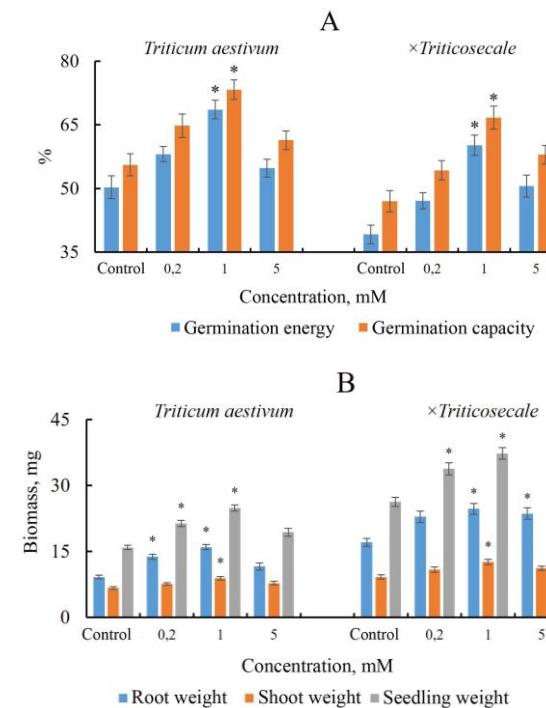 A
Triticum aestivum ×Triticosecale
80
65
50
35
%
Control 0,2 1 5 Control 0,2 1 5
* * * *
Concentration, mM
Germination energy Germination capacity
B
Triticum aestivum ×Triticosecale
45
30
15
0
Biomass, mg
* * * * * * * * * *
Control 0,2 1 5 Control 0,2 1 5
Concentration, mM
Root weight Shoot weight Seedling weight